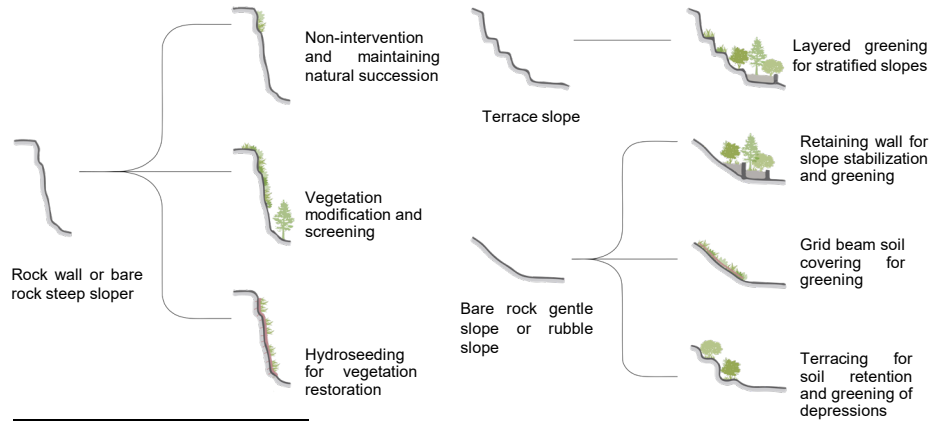 Rock wall or bare
rock steep sloper
Non-intervention
and maintaining
natural succession
Vegetation
modification and
screening
Hydroseeding
for vegetation
restoration
Terrace slope
Layered greening
for stratified slopes
Bare rock gentle
slope or rubble
slope
Retaining wall for
slope stabilization
and greening
Grid beam soil
covering for
greening
Terracing for
soil retention
and greening of
depressions